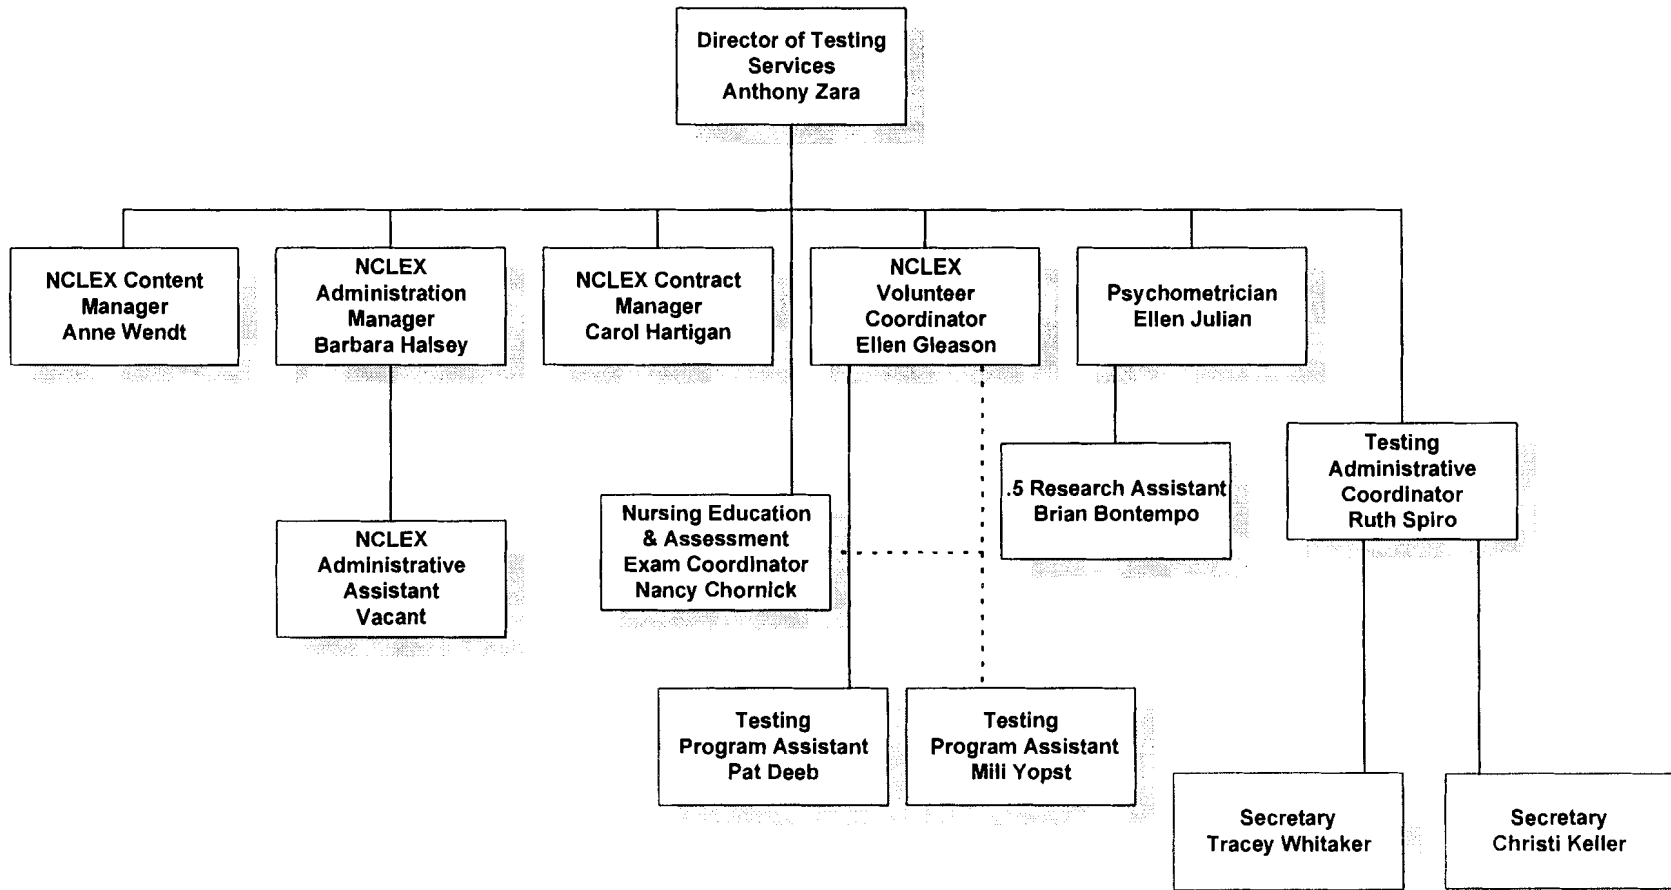 Director of Testing
Services
Anthony Zara
NCLEX Content
Manager
Anne Wendt
NCLEX
Administration
Manager
Barbara Halsey
NCLEX Contract
Manager
Carol Hartigan
NCLEX
Volunteer
Coordinator
Ellen Gleason
Psychometrician
Ellen Julian
Testing
Administrative
Coordinator
Ruth Spiro
.5 Research Assistant
Brian Bontempo
Nursing Education
& Assessment
Exam Coordinator
Nancy Chornick
NCLEX
Administrative
Assistant
Vacant
Testing
Program Assistant
Pat Deeb
Testing
Program Assistant
Mili Yopst
Secretary
Tracey Whitaker
Secretary
Christi Keller